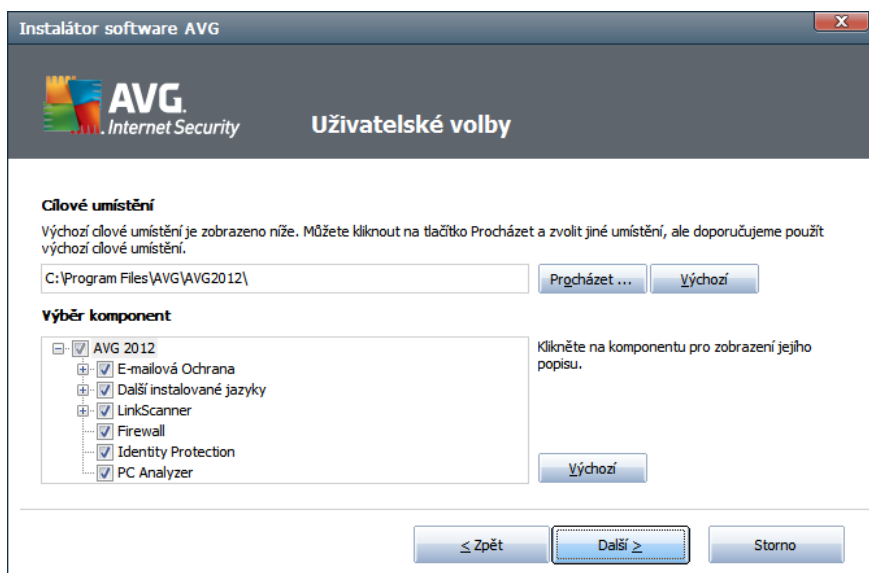 Instalátor software AVG
X
AVG.
Internet Security
Uživatelské volby
Cílové umístění
Výchozí cílové umístění je zobrazeno níže. Můžete kliknout na tlačítko Procházet a zvolit jiné umístění, ale doporučujeme použít
výchozí cílové umístění.
C:\Program Files\AVG\AVG2012\
Procházet ...
Výchozí
Výběr komponent
AVG 2012
E-mailová Ochrana
Další instalované jazyky
LinkScanner
Firewall
Identity Protection
PC Analyzer
Klikněte na komponentu pro zobrazení jejího
popisu.
Výchozí
< Zpět
Další >
Storno